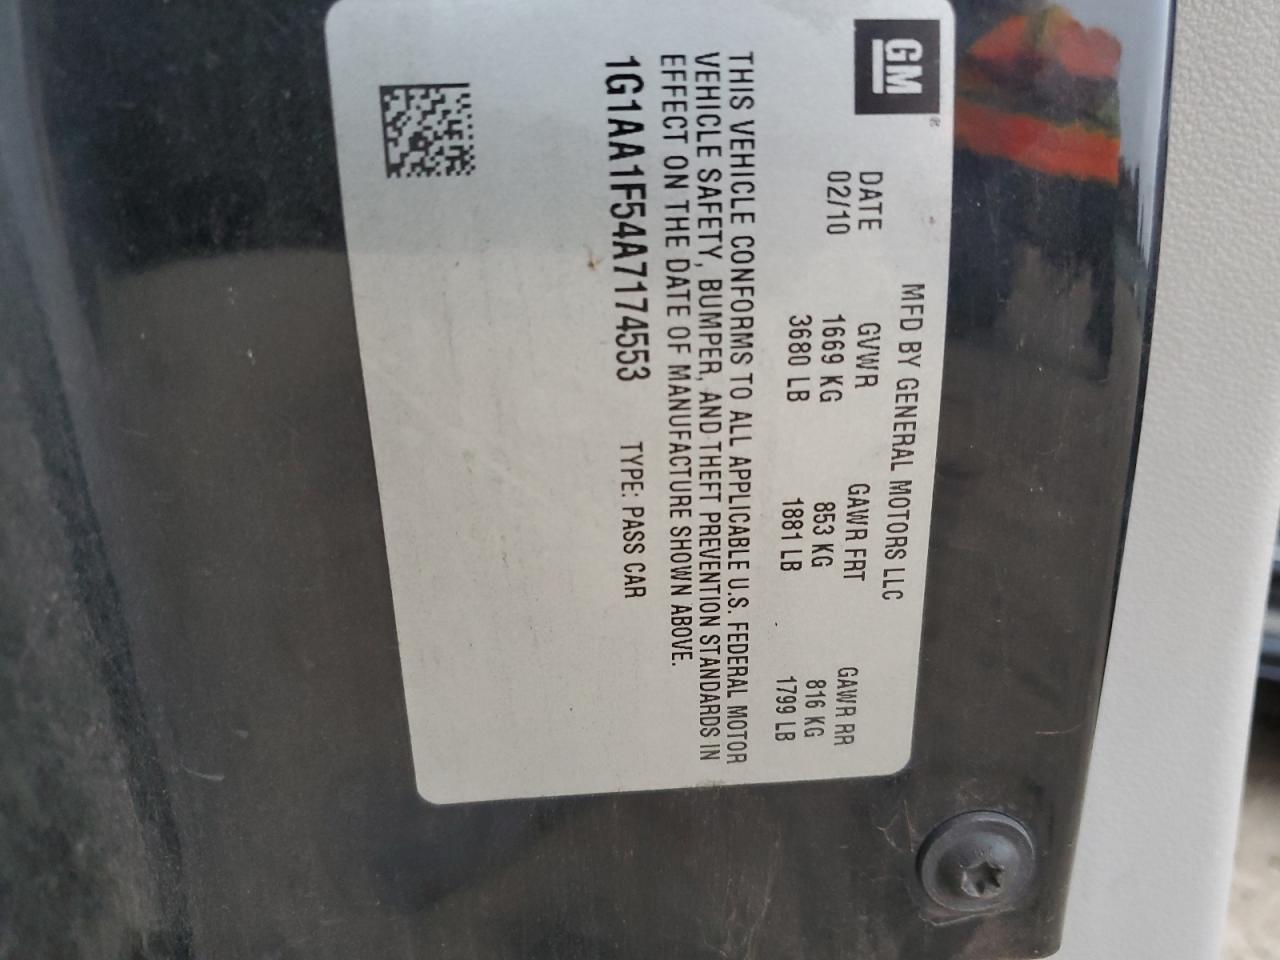 GM®
MFD BY GENERAL MOTORS LLC
DATE GVWR GAWR FRT GAWR RR
02/10 1669 KG 853 KG 816 KG
3680 LB 1881 LB 1799 LB
THIS VEHICLE CONFORMS TO ALL APPLICABLE U.S. FEDERAL MOTOR
VEHICLE SAFETY, BUMPER, AND THEFT PREVENTION STANDARDS IN
EFFECT ON THE DATE OF MANUFACTURE SHOWN ABOVE.
1G1AA1F54A7174553 TYPE: PASS CAR